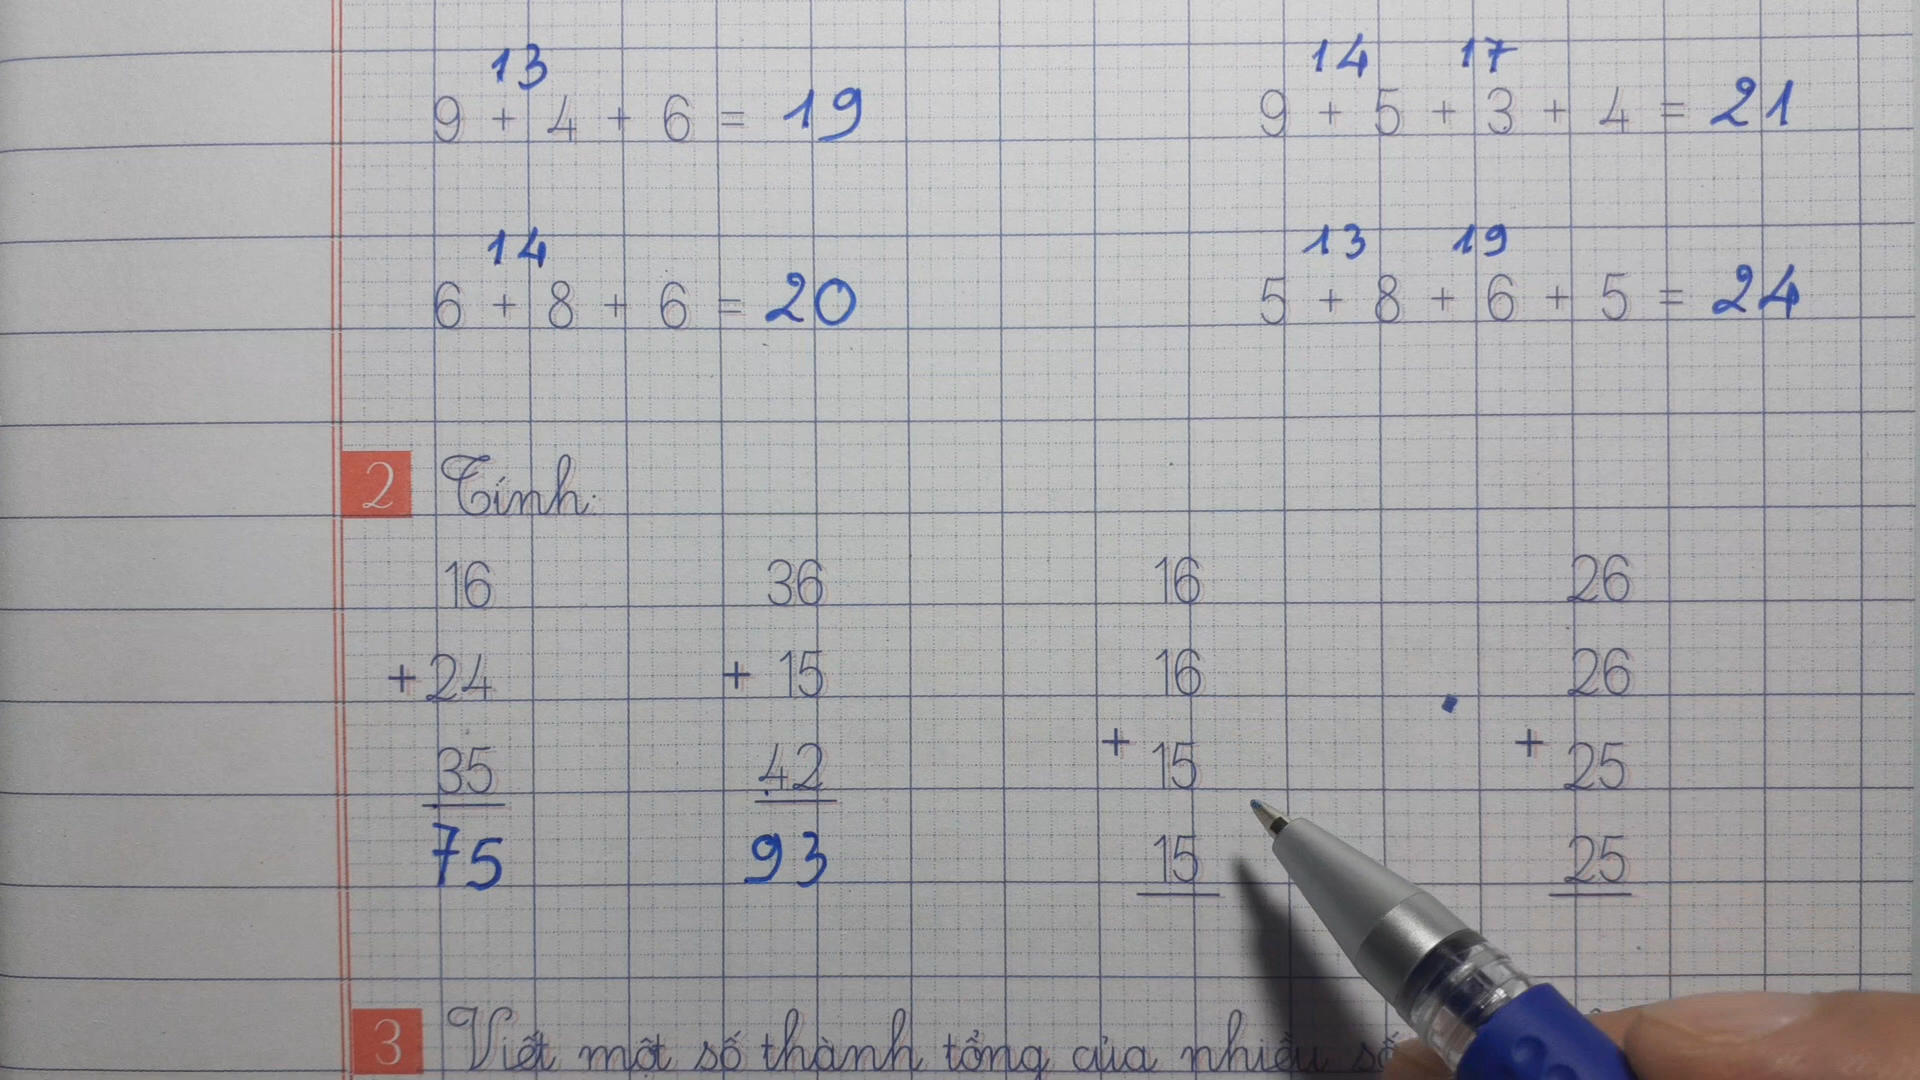 13 14 17
9 + 4 + 6 = 19 9 + 5 + 3 + 4 = 21
14 13 19
6 + 8 + 6 = 20 5 + 8 + 6 + 5 = 24
2 Tính:
16 36 16 26
+ 24 + 15 16 26
+ +
35 42 15 25
75 93 15 25
3 Viết một số thành tổng của nhiều số